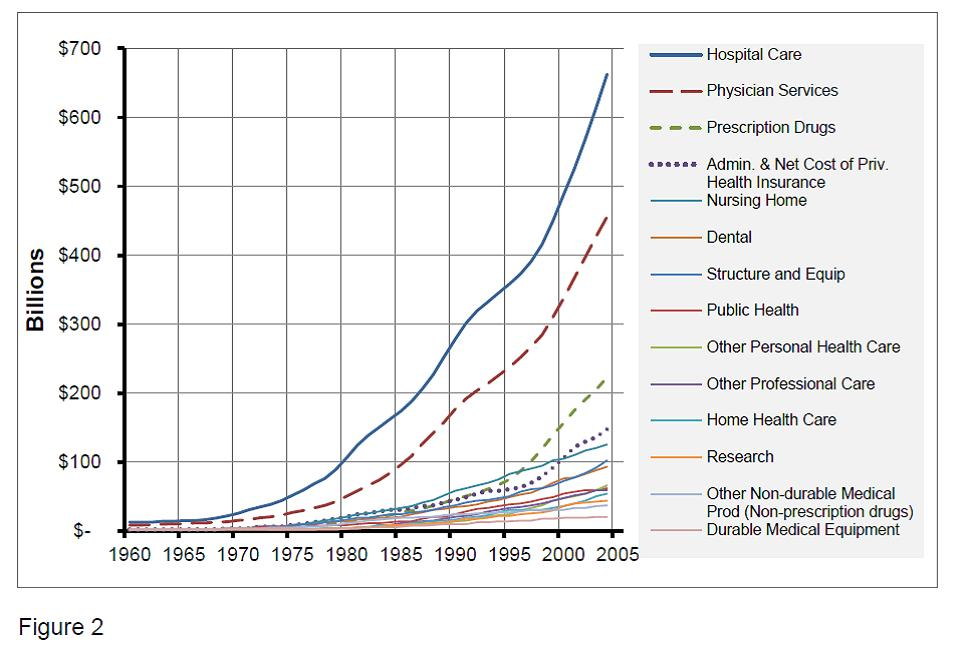 $700
$600
$500
$400
$300
$200
$100
$-
Billions
1960 1965 1970 1975 1980 1985 1990 1995 2000 2005
Hospital Care
Physician Services
Prescription Drugs
Admin. & Net Cost of Priv.
Health Insurance
Nursing Home
Dental
Structure and Equip
Public Health
Other Personal Health Care
Other Professional Care
Home Health Care
Research
Other Non-durable Medical
Prod (Non-prescription drugs)
Durable Medical Equipment
Figure 2